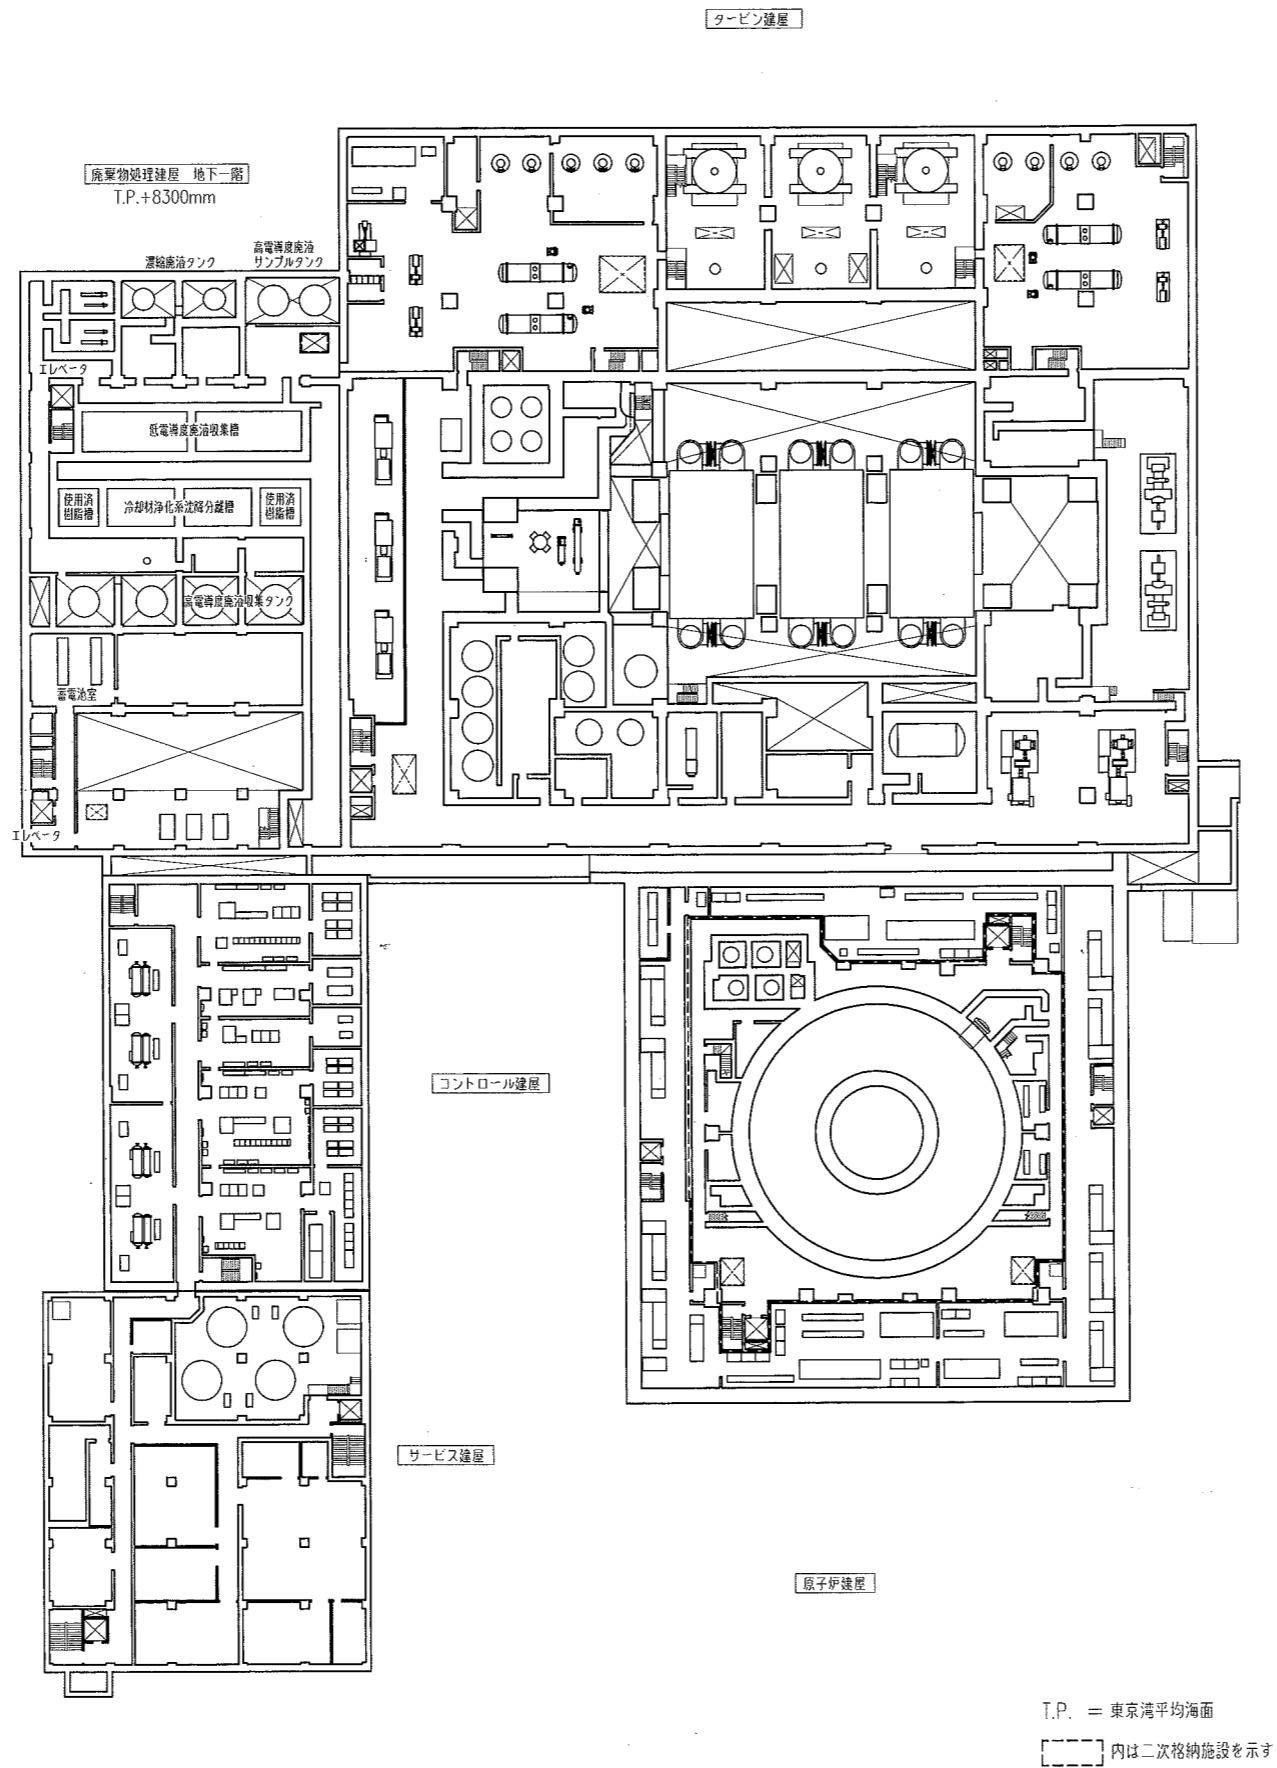 タービン建屋
廃棄物処理建屋 地下一階
T.P.+8300mm
高電導度廃液
サンプルタンク
濃縮廃液タンク
エレベータ
低電導度廃液収集槽
使用済
樹脂槽
冷却材浄化系沈降分離槽
使用済
樹脂槽
高電導度廃液収集タンク
蓄電池室
エレベータ
コントロール建屋
サービス建屋
原子炉建屋
T.P. = 東京湾平均海面
内は二次格納施設を示す